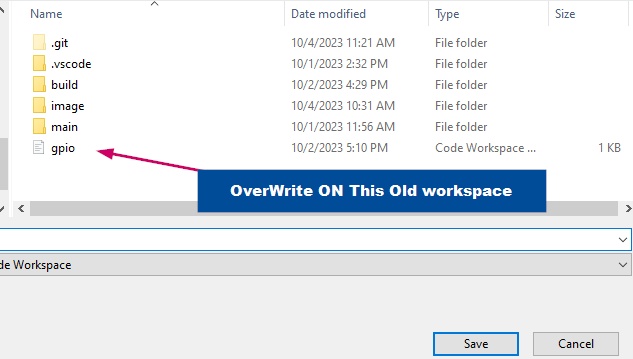 Name Date modified Type Size
.git 10/4/2023 11:21 AM File folder
.vscode 10/1/2023 2:32 PM File folder
build 10/2/2023 4:29 PM File folder
image 10/4/2023 10:31 AM File folder
main 10/1/2023 11:56 AM File folder
gpio 10/2/2023 5:10 PM Code Workspace ... 1 KB
OverWrite ON This Old workspace
de Workspace
Save Cancel